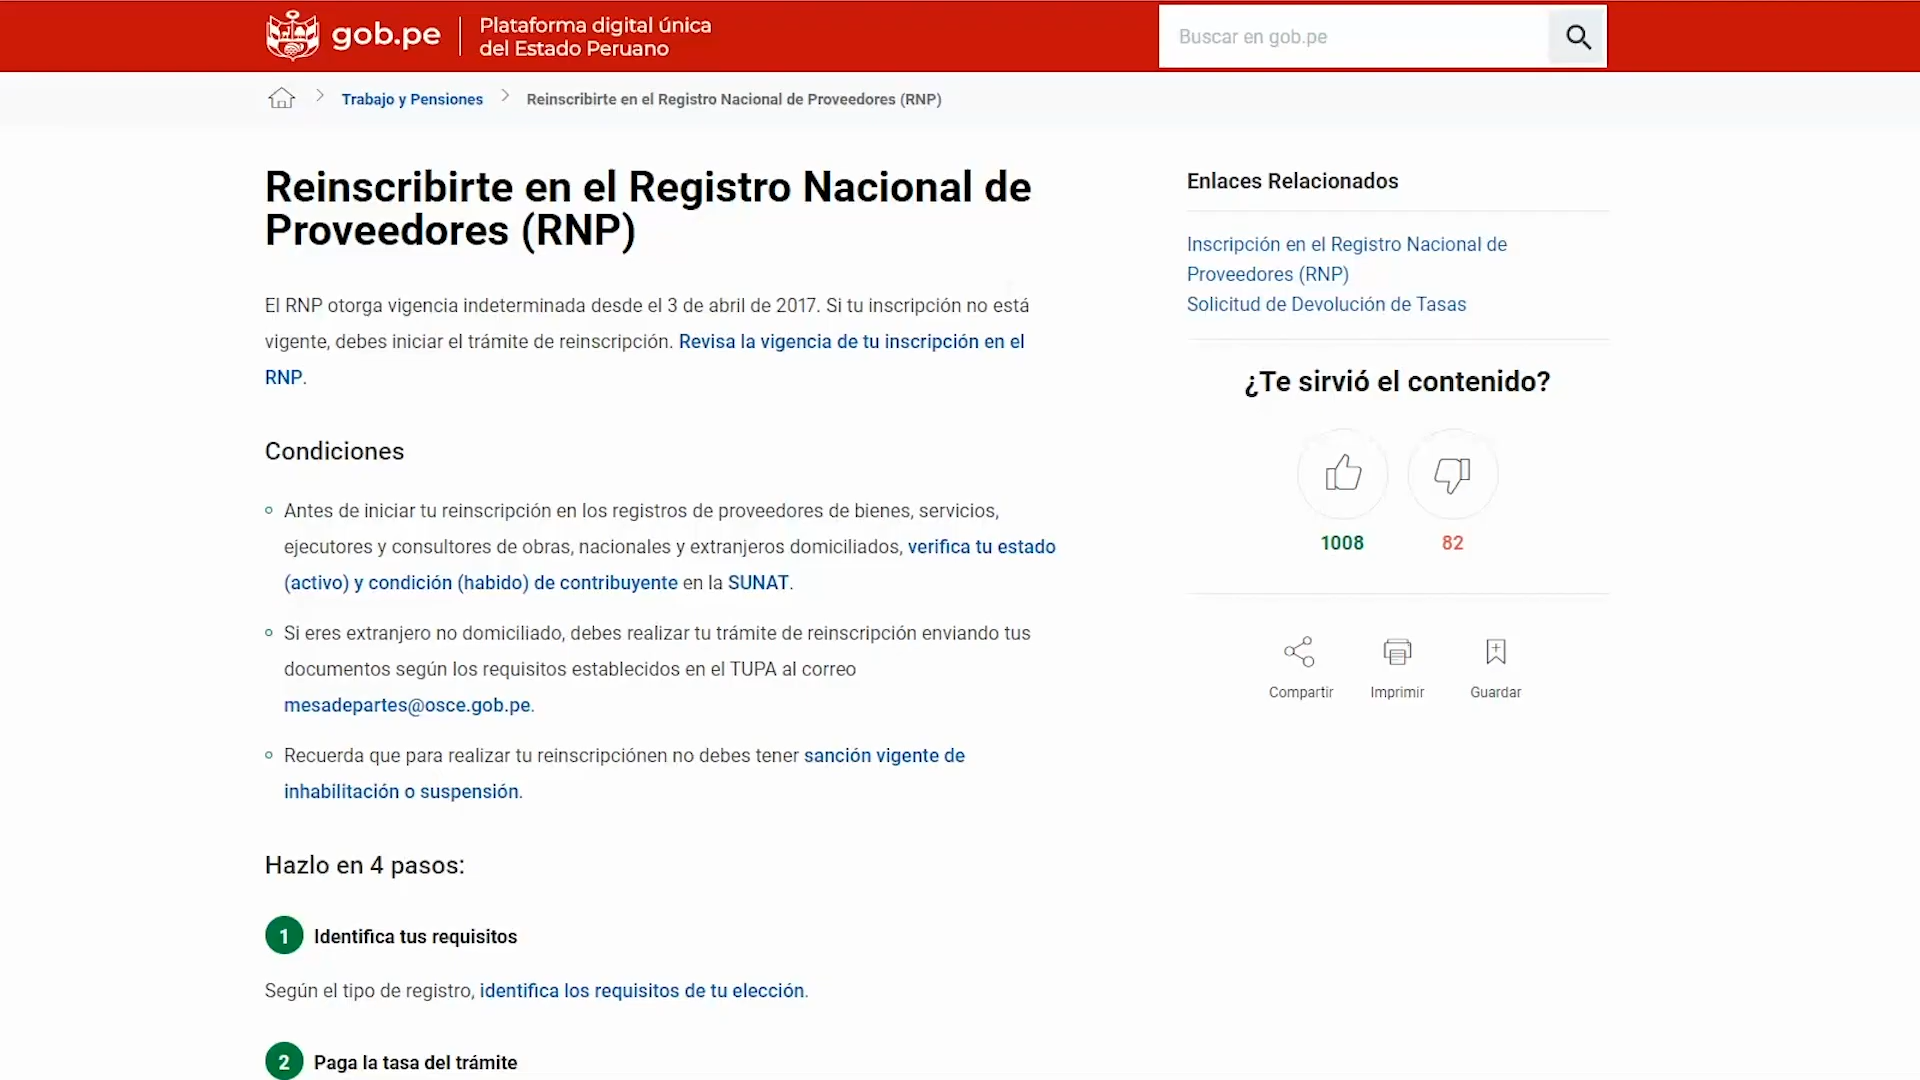 gob.pe
Plataforma digital única
del Estado Peruano
Buscar en gob.pe
Trabajo y Pensiones
Reinscribirte en el Registro Nacional de Proveedores (RNP)
Reinscribirte en el Registro Nacional de
Proveedores (RNP)
El RNP otorga vigencia indeterminada desde el 3 de abril de 2017. Si tu inscripción no está
vigente, debes iniciar el trámite de reinscripción. Revisa la vigencia de tu inscripción en el
RNP.
Condiciones
Antes de iniciar tu reinscripción en los registros de proveedores de bienes, servicios,
ejecutores y consultores de obras, nacionales y extranjeros domiciliados, verifica tu estado
(activo) y condición (habido) de contribuyente en la SUNAT.
Si eres extranjero no domiciliado, debes realizar tu trámite de reinscripción enviando tus
documentos según los requisitos establecidos en el TUPA al correo
mesadepartes@osce.gob.pe.
Recuerda que para realizar tu reinscripciónen no debes tener sanción vigente de
inhabilitación o suspensión.
Hazlo en 4 pasos:
1 Identifica tus requisitos
Según el tipo de registro, identifica los requisitos de tu elección.
2 Paga la tasa del trámite
Enlaces Relacionados
Inscripción en el Registro Nacional de
Proveedores (RNP)
Solicitud de Devolución de Tasas
¿Te sirvió el contenido?
1008 82
Compartir Imprimir Guardar